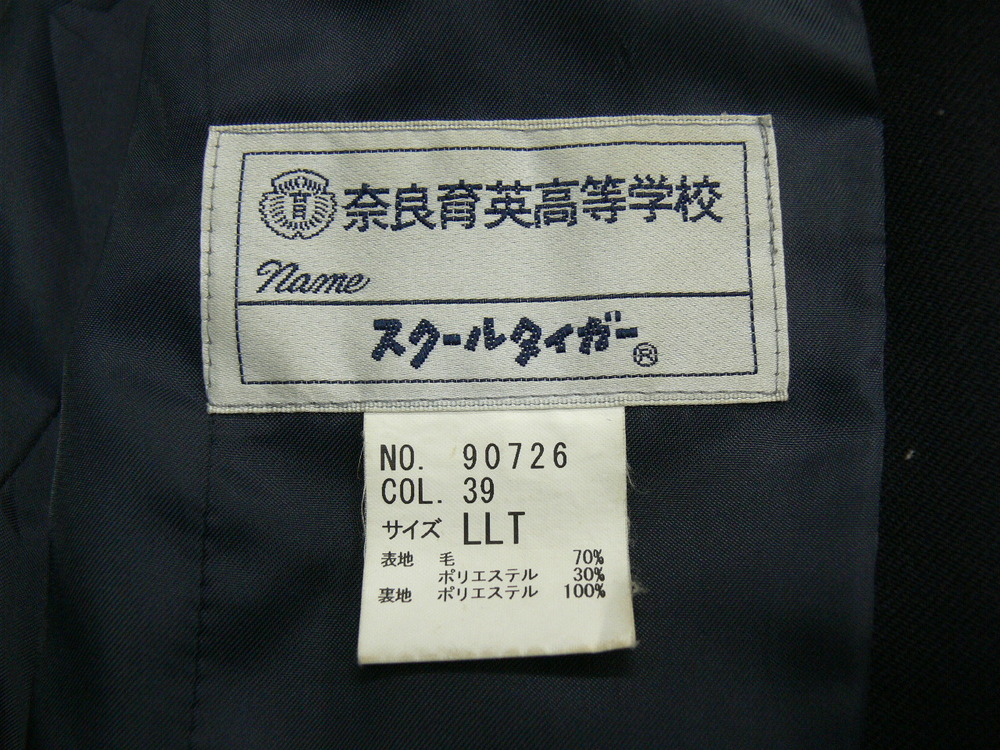 育
奈良育英高等学校
Name
スクールタイガー®
NO. 90726
COL. 39
サイズ LLT
表地 毛 70%
ポリエステル 30%
裏地 ポリエステル 100%